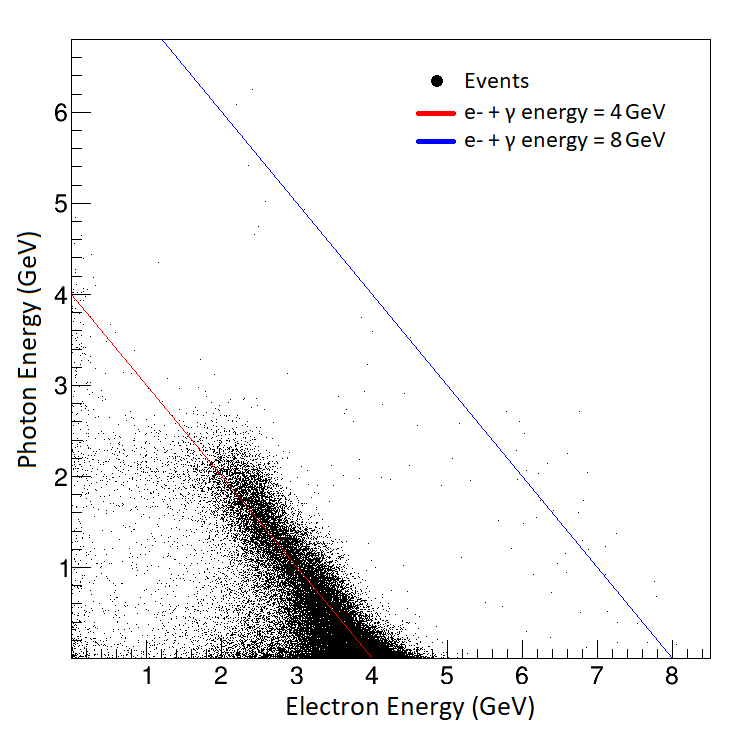 Events
e- + γ energy = 4 GeV
e- + γ energy = 8 GeV
Photon Energy (GeV)
6
5
4
3
2
1
1 2 3 4 5 6 7 8
Electron Energy (GeV)